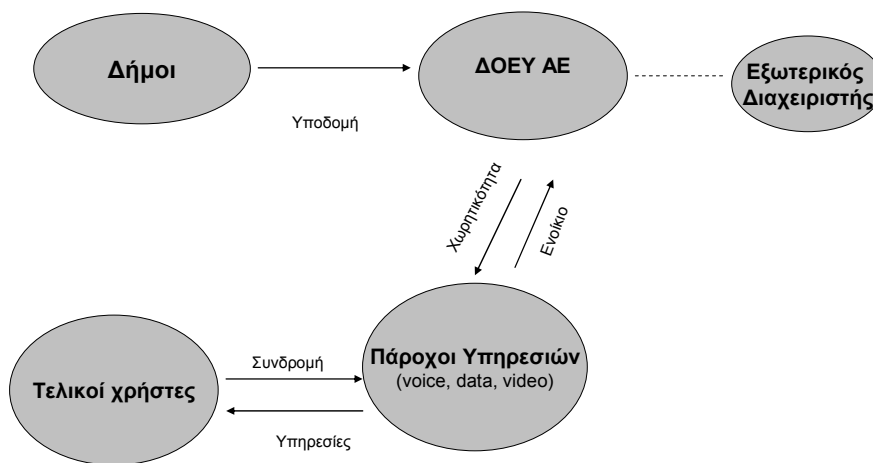 Δήμοι
ΔΟΕΥ ΑΕ
Εξωτερικός
Διαχειριστής
Υποδομή
Χωρητικότητα
Ενοίκιο
Πάροχοι Υπηρεσιών
(voice, data, video)
Συνδρομή
Τελικοί χρήστες
Υπηρεσίες